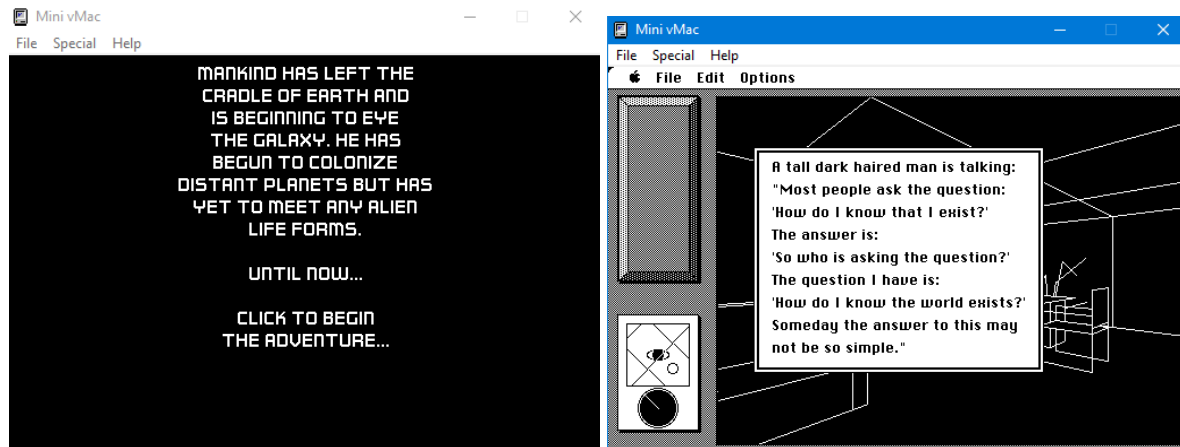 Mini vMac
File Special Help
MANKIND HAS LEFT THE
CRADLE OF EARTH AND
IS BEGINNING TO EYE
THE GALAXY. HE HAS
BEGUN TO COLONIZE
DISTANT PLANETS BUT HAS
YET TO MEET ANY ALIEN
LIFE FORMS.
UNTIL NOW...
CLICK TO BEGIN
THE ADVENTURE...
Mini vMac
File Special Help
File Edit Options
A tall dark haired man is talking:
"Most people ask the question:
'How do I know that I exist?'
The answer is:
'So who is asking the question?'
The question I have is:
'How do I know the world exists?'
Someday the answer to this may
not be so simple."